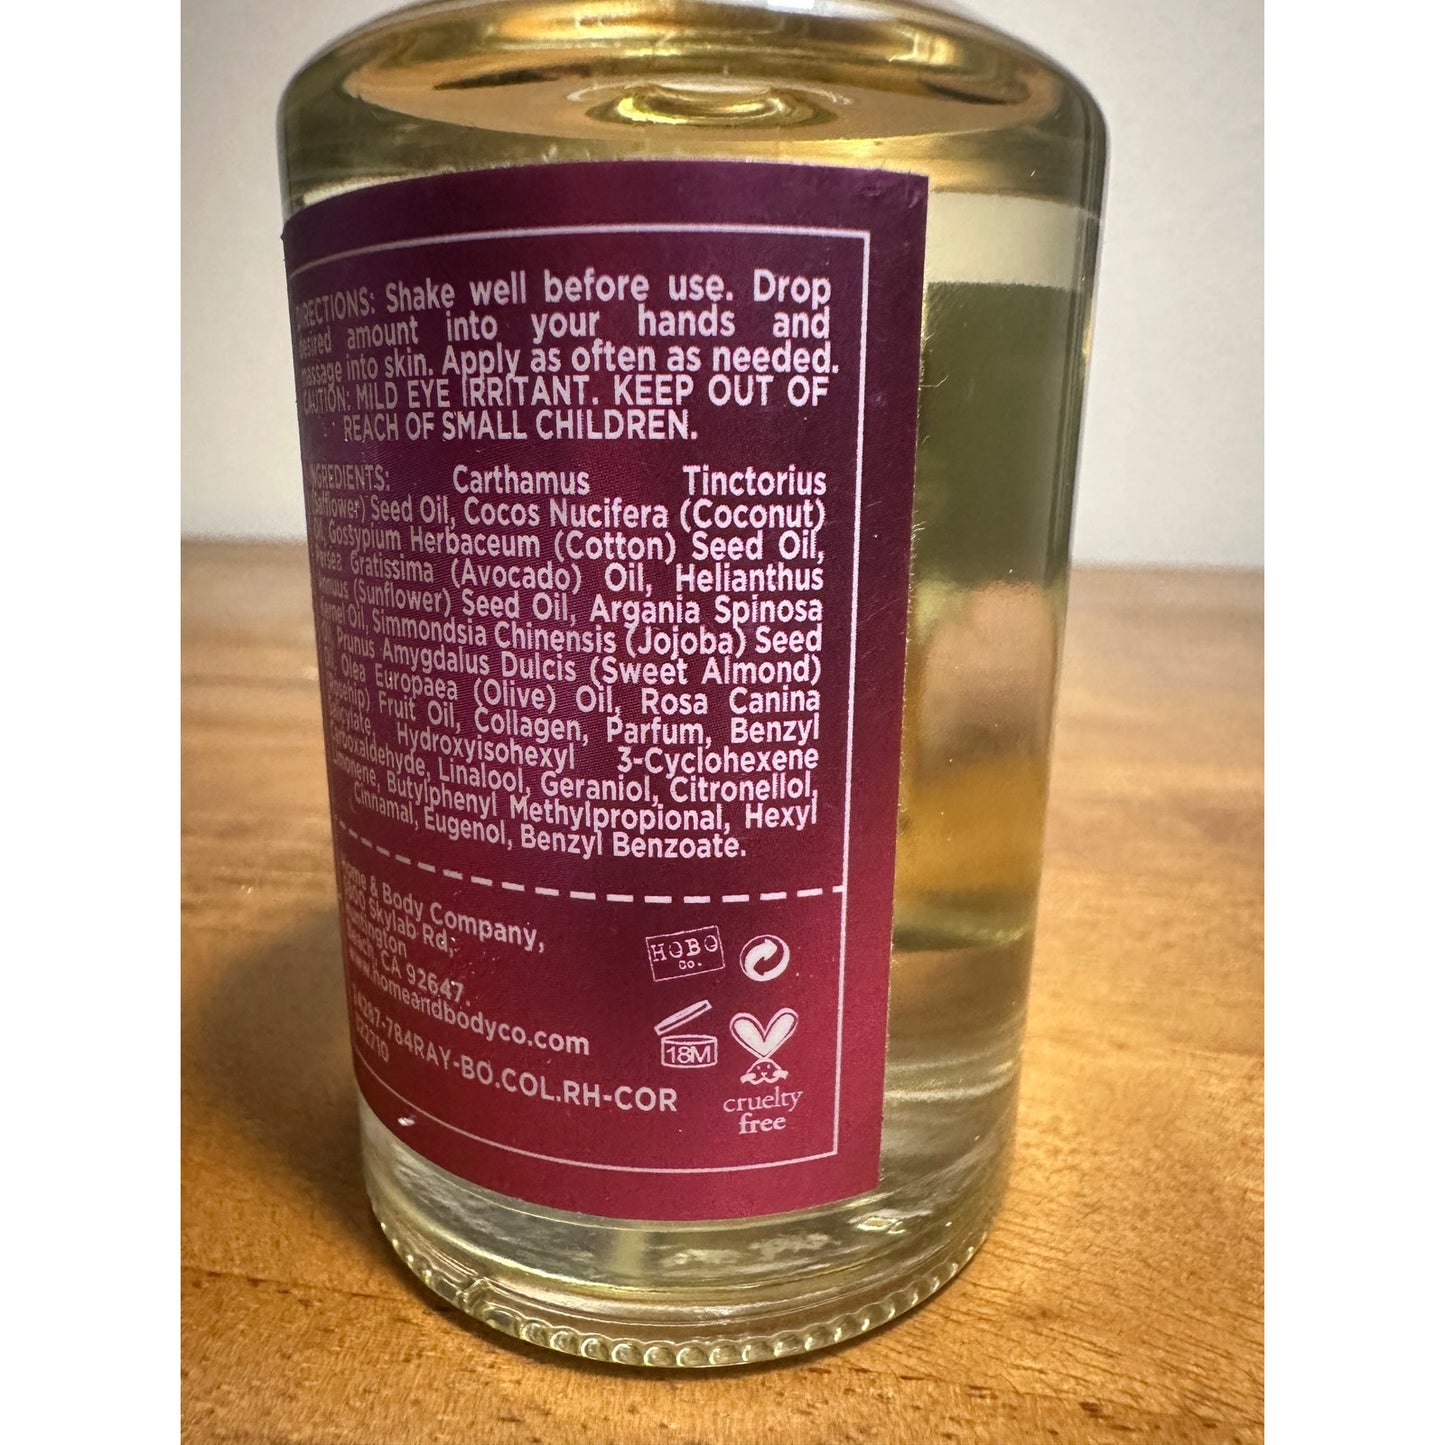 DIRECTIONS: Shake well before use. Drop
desired amount into your hands and
massage into skin. Apply as often as needed.
CAUTION: MILD EYE IRRITANT. KEEP OUT OF
REACH OF SMALL CHILDREN.
INGREDIENTS: Carthamus Tinctorius
(Safflower) Seed Oil, Cocos Nucifera (Coconut)
Oil, Gossypium Herbaceum (Cotton) Seed Oil,
Persea Gratissima (Avocado) Oil, Helianthus
Annuus (Sunflower) Seed Oil, Argania Spinosa
Kernel Oil, Simmondsia Chinensis (Jojoba) Seed
Oil, Prunus Amygdalus Dulcis (Sweet Almond)
Oil, Olea Europaea (Olive) Oil, Rosa Canina
(Rosehip) Fruit Oil, Collagen, Parfum, Benzyl
Salicylate, Hydroxyisohexyl 3-Cyclohexene
Carboxaldehyde, Linalool, Geraniol, Citronellol,
Limonene, Butylphenyl Methylpropional, Hexyl
Cinnamal, Eugenol, Benzyl Benzoate.
Home & Body Company,
Skylab Rd,
Huntington
Beach, CA 92647.
www.homeandbodyco.com
14287-784RAY-BO.COL.RH-COR
HOBO
CO.
18M
cruelty
free